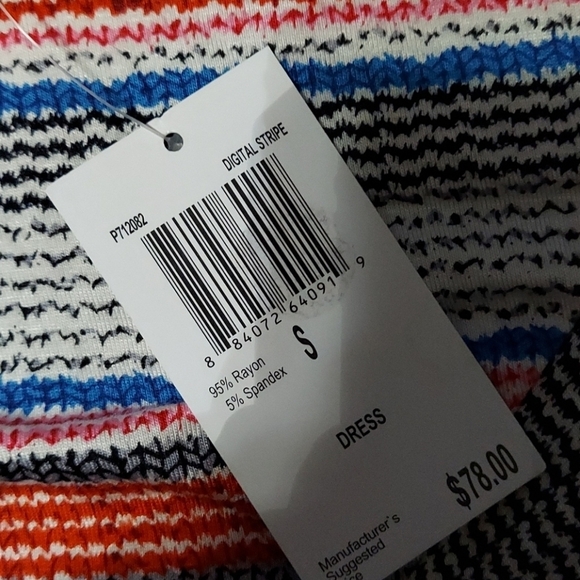 P712082
DIGITAL STRIPE
8 84072 64091 9
S
95% Rayon
5% Spandex
DRESS
$78.00
Manufacturer's
Suggested